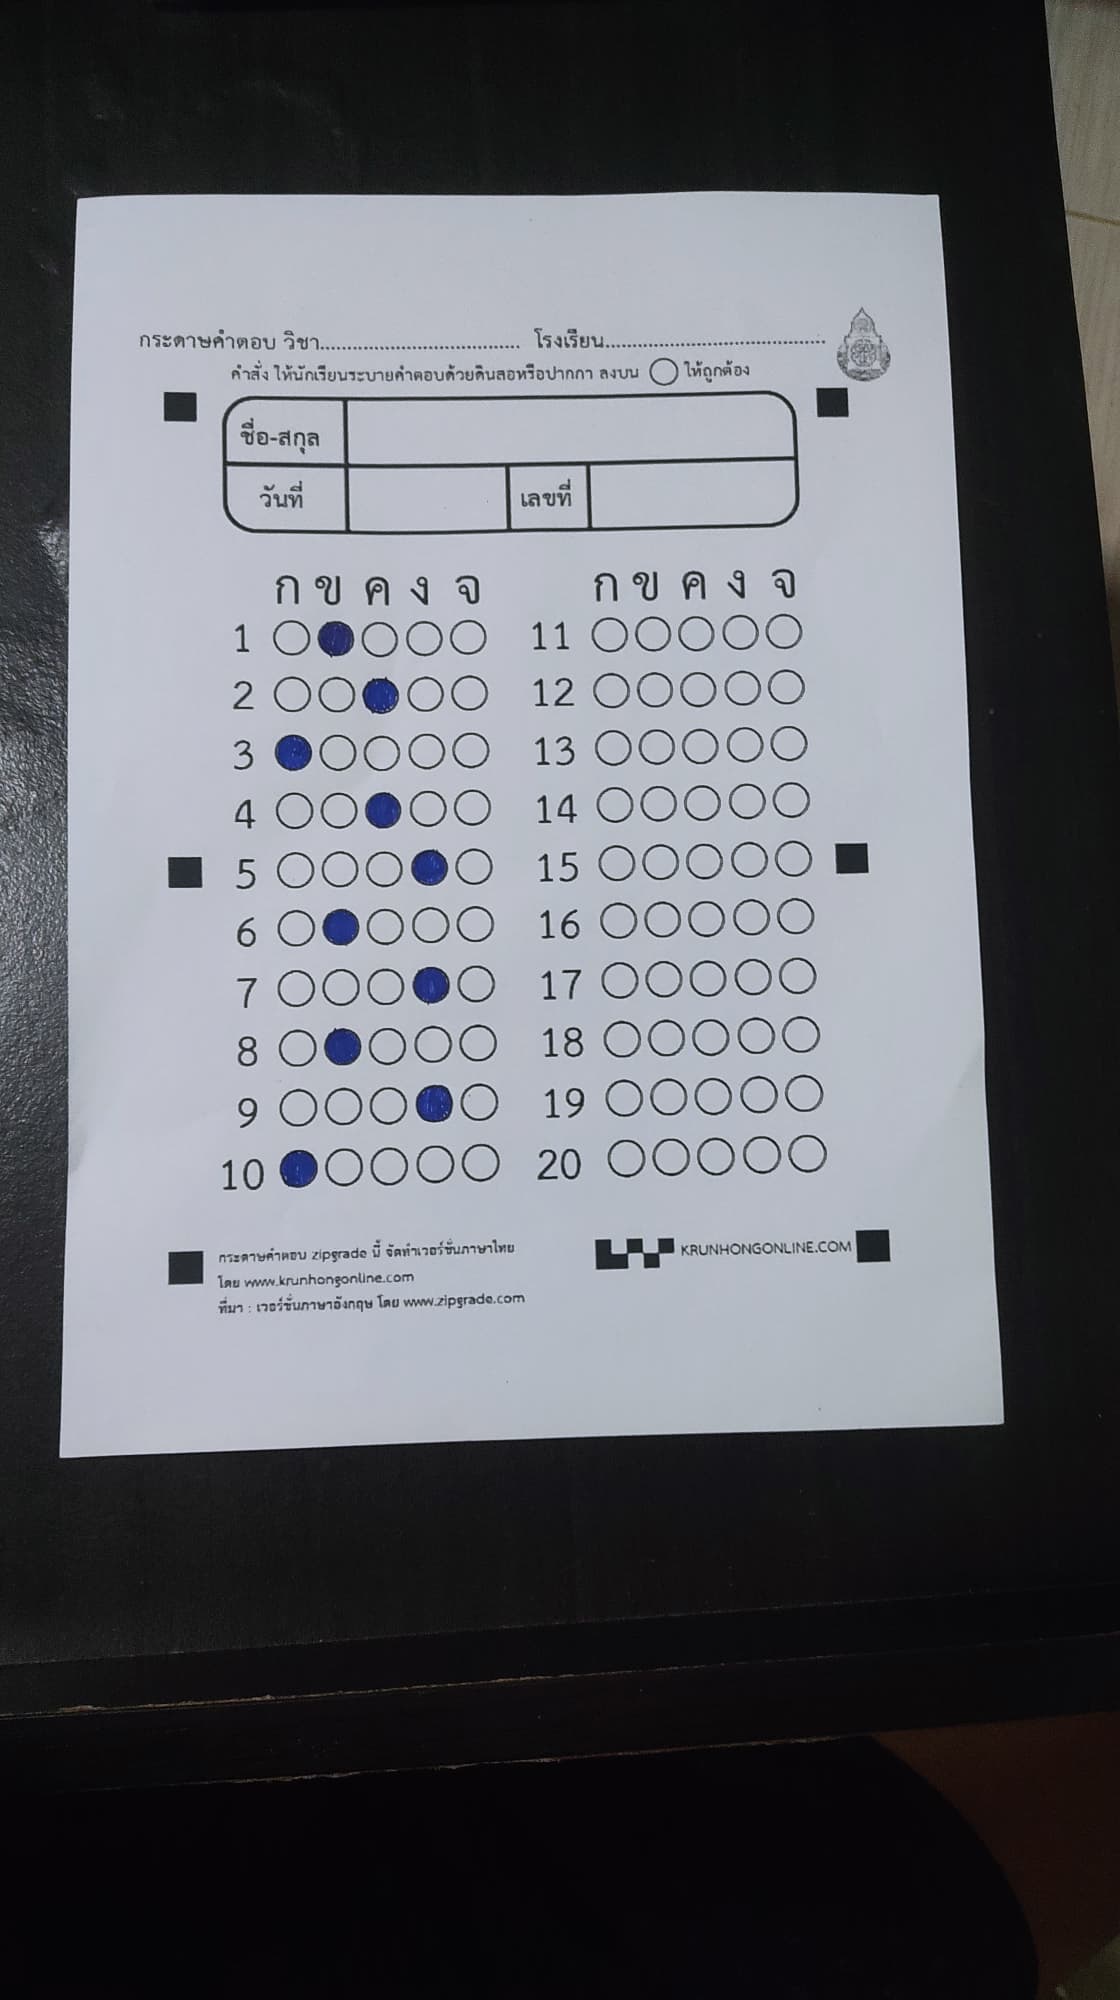 กระดาษคำตอบ วิชา................................ โรงเรียน....................................
คำสั่ง ให้นักเรียนระบายคำตอบด้วยดินสอหรือปากกา ลงบน ◯ ให้ถูกต้อง
ชื่อ-สกุล
วันที่ เลขที่
ก ข ค ง จ ก ข ค ง จ
1 11
2 12
3 13
4 14
5 15
6 16
7 17
8 18
9 19
10 20
กระดาษคำตอบ zipgrade นี้ จัดทำเวอร์ชั่นภาษาไทย
โดย www.krunhongonline.com
ที่มา : เวอร์ชั่นภาษาอังกฤษ โดย www.zipgrade.com
KRUNHONGONLINE.COM